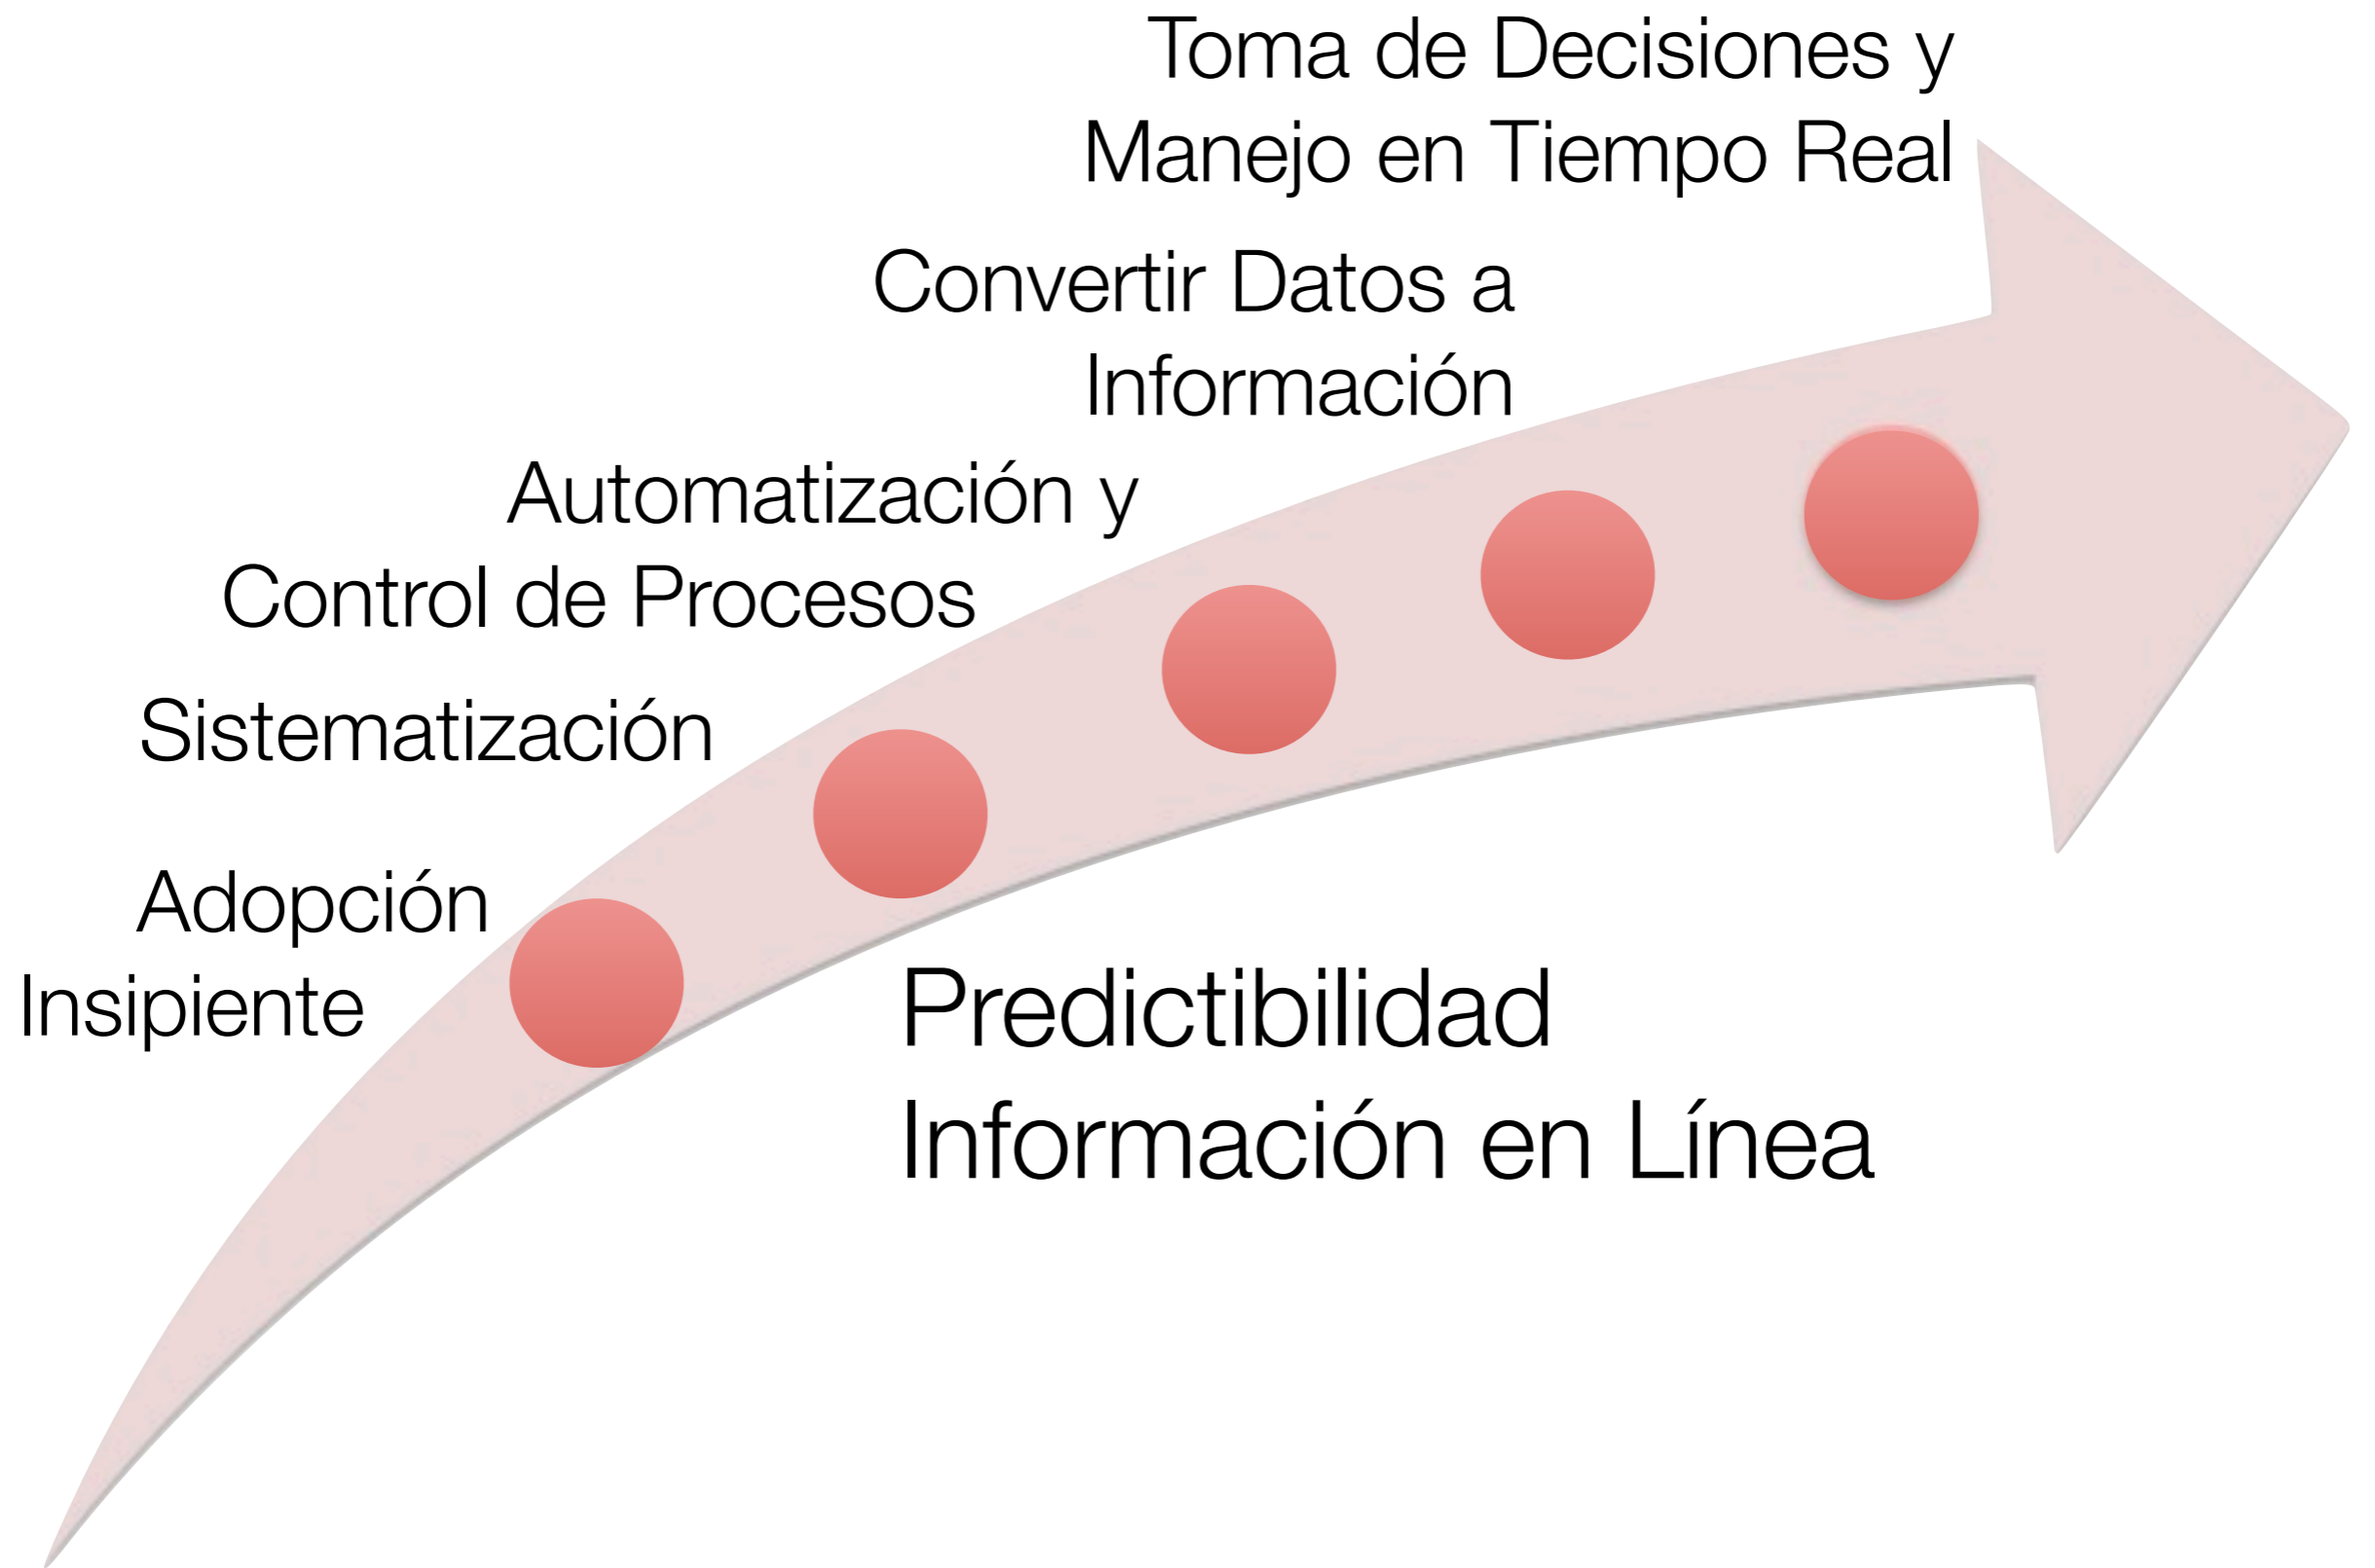 Toma de Decisiones y
Manejo en Tiempo Real
Convertir Datos a
Información
Automatización y
Control de Procesos
Sistematización
Adopción
Insipiente
Predictibilidad
Información en Línea